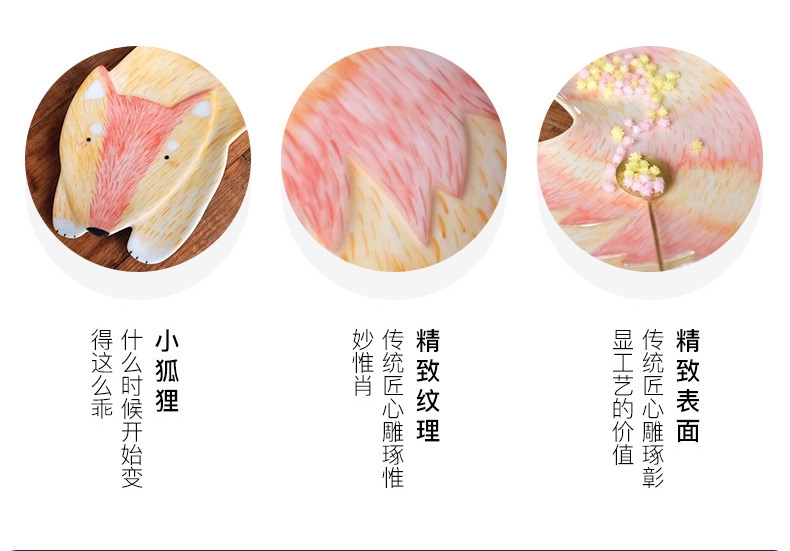 小狐狸
什么时候开始变
得这么乖
精致纹理
传统匠心雕琢惟
妙惟肖
精致表面
传统匠心雕琢彰
显工艺的价值